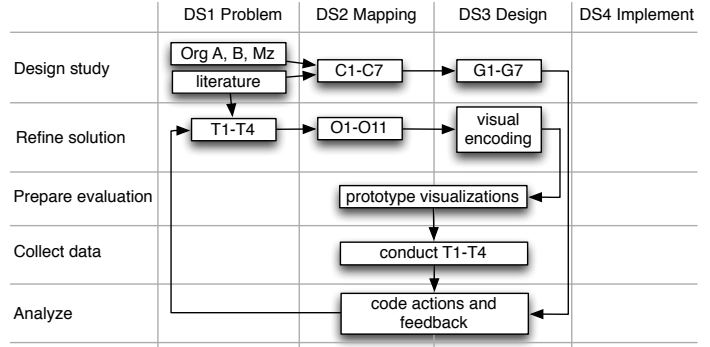 DS1 Problem DS2 Mapping DS3 Design DS4 Implement
Design study
Org A, B, Mz
literature
C1-C7
G1-G7
Refine solution
T1-T4
O1-O11
visual
encoding
Prepare evaluation
prototype visualizations
Collect data
conduct T1-T4
Analyze
code actions and
feedback